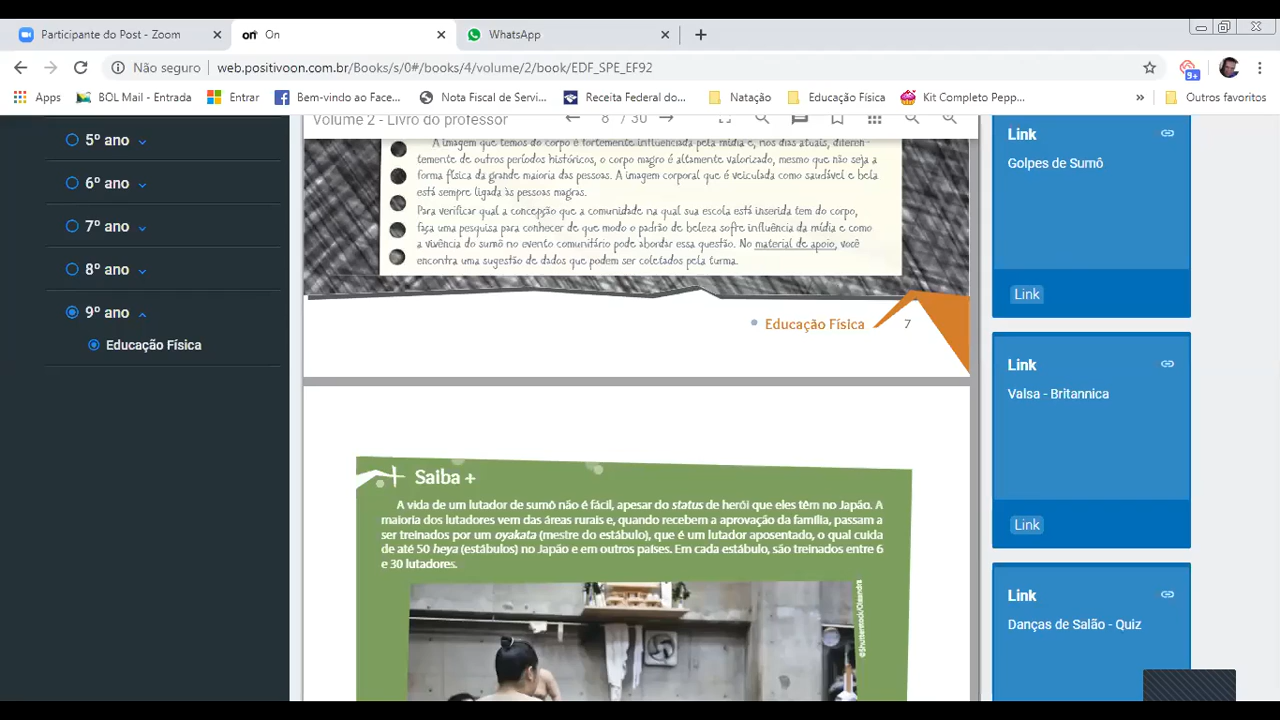 Participante do Post - Zoom
On
WhatsApp
Não seguro
web.positivoon.com.br/Books/s/0#/books/4/volume/2/book/EDF_SPE_EF92
9+
Apps
BOL Mail - Entrada
Entrar
Bem-vindo ao Face...
Nota Fiscal de Servi...
Receita Federal do...
Natação
Educação Física
Kit Completo Pepp...
»
Outros favoritos
5º ano
6º ano
7º ano
8º ano
9º ano
Educação Física
Volume 2 - Livro do professor
8 / 30
A imagem que temos do corpo é fortemente influenciada pela mídia e, nos dias atuais, diferen-
temente de outros períodos históricos, o corpo magro é altamente valorizado, mesmo que não seja a
forma física da grande maioria das pessoas. A imagem corporal que é veiculada como saudável e bela
está sempre ligada às pessoas magras.
Para verificar qual a concepção que a comunidade na qual sua escola está inserida tem do corpo,
faça uma pesquisa para conhecer de que modo o padrão de beleza sofre influência da mídia e como
a vivência do sumô no evento comunitário pode abordar essa questão. No material de apoio, você
encontra uma sugestão de dados que podem ser coletados pela turma.
Educação Física
7
Saiba +
A vida de um lutador de sumô não é fácil, apesar do status de herói que eles têm no Japão. A
maioria dos lutadores vem das áreas rurais e, quando recebem a aprovação da família, passam a
ser treinados por um oyakata (mestre do estábulo), que é um lutador aposentado, o qual cuida
de até 50 heya (estábulos) no Japão e em outros países. Em cada estábulo, são treinados entre 6
e 30 lutadores.
©Shutterstock/Oleandra
Link
Golpes de Sumô
Link
Link
Valsa - Britannica
Link
Link
Danças de Salão - Quiz